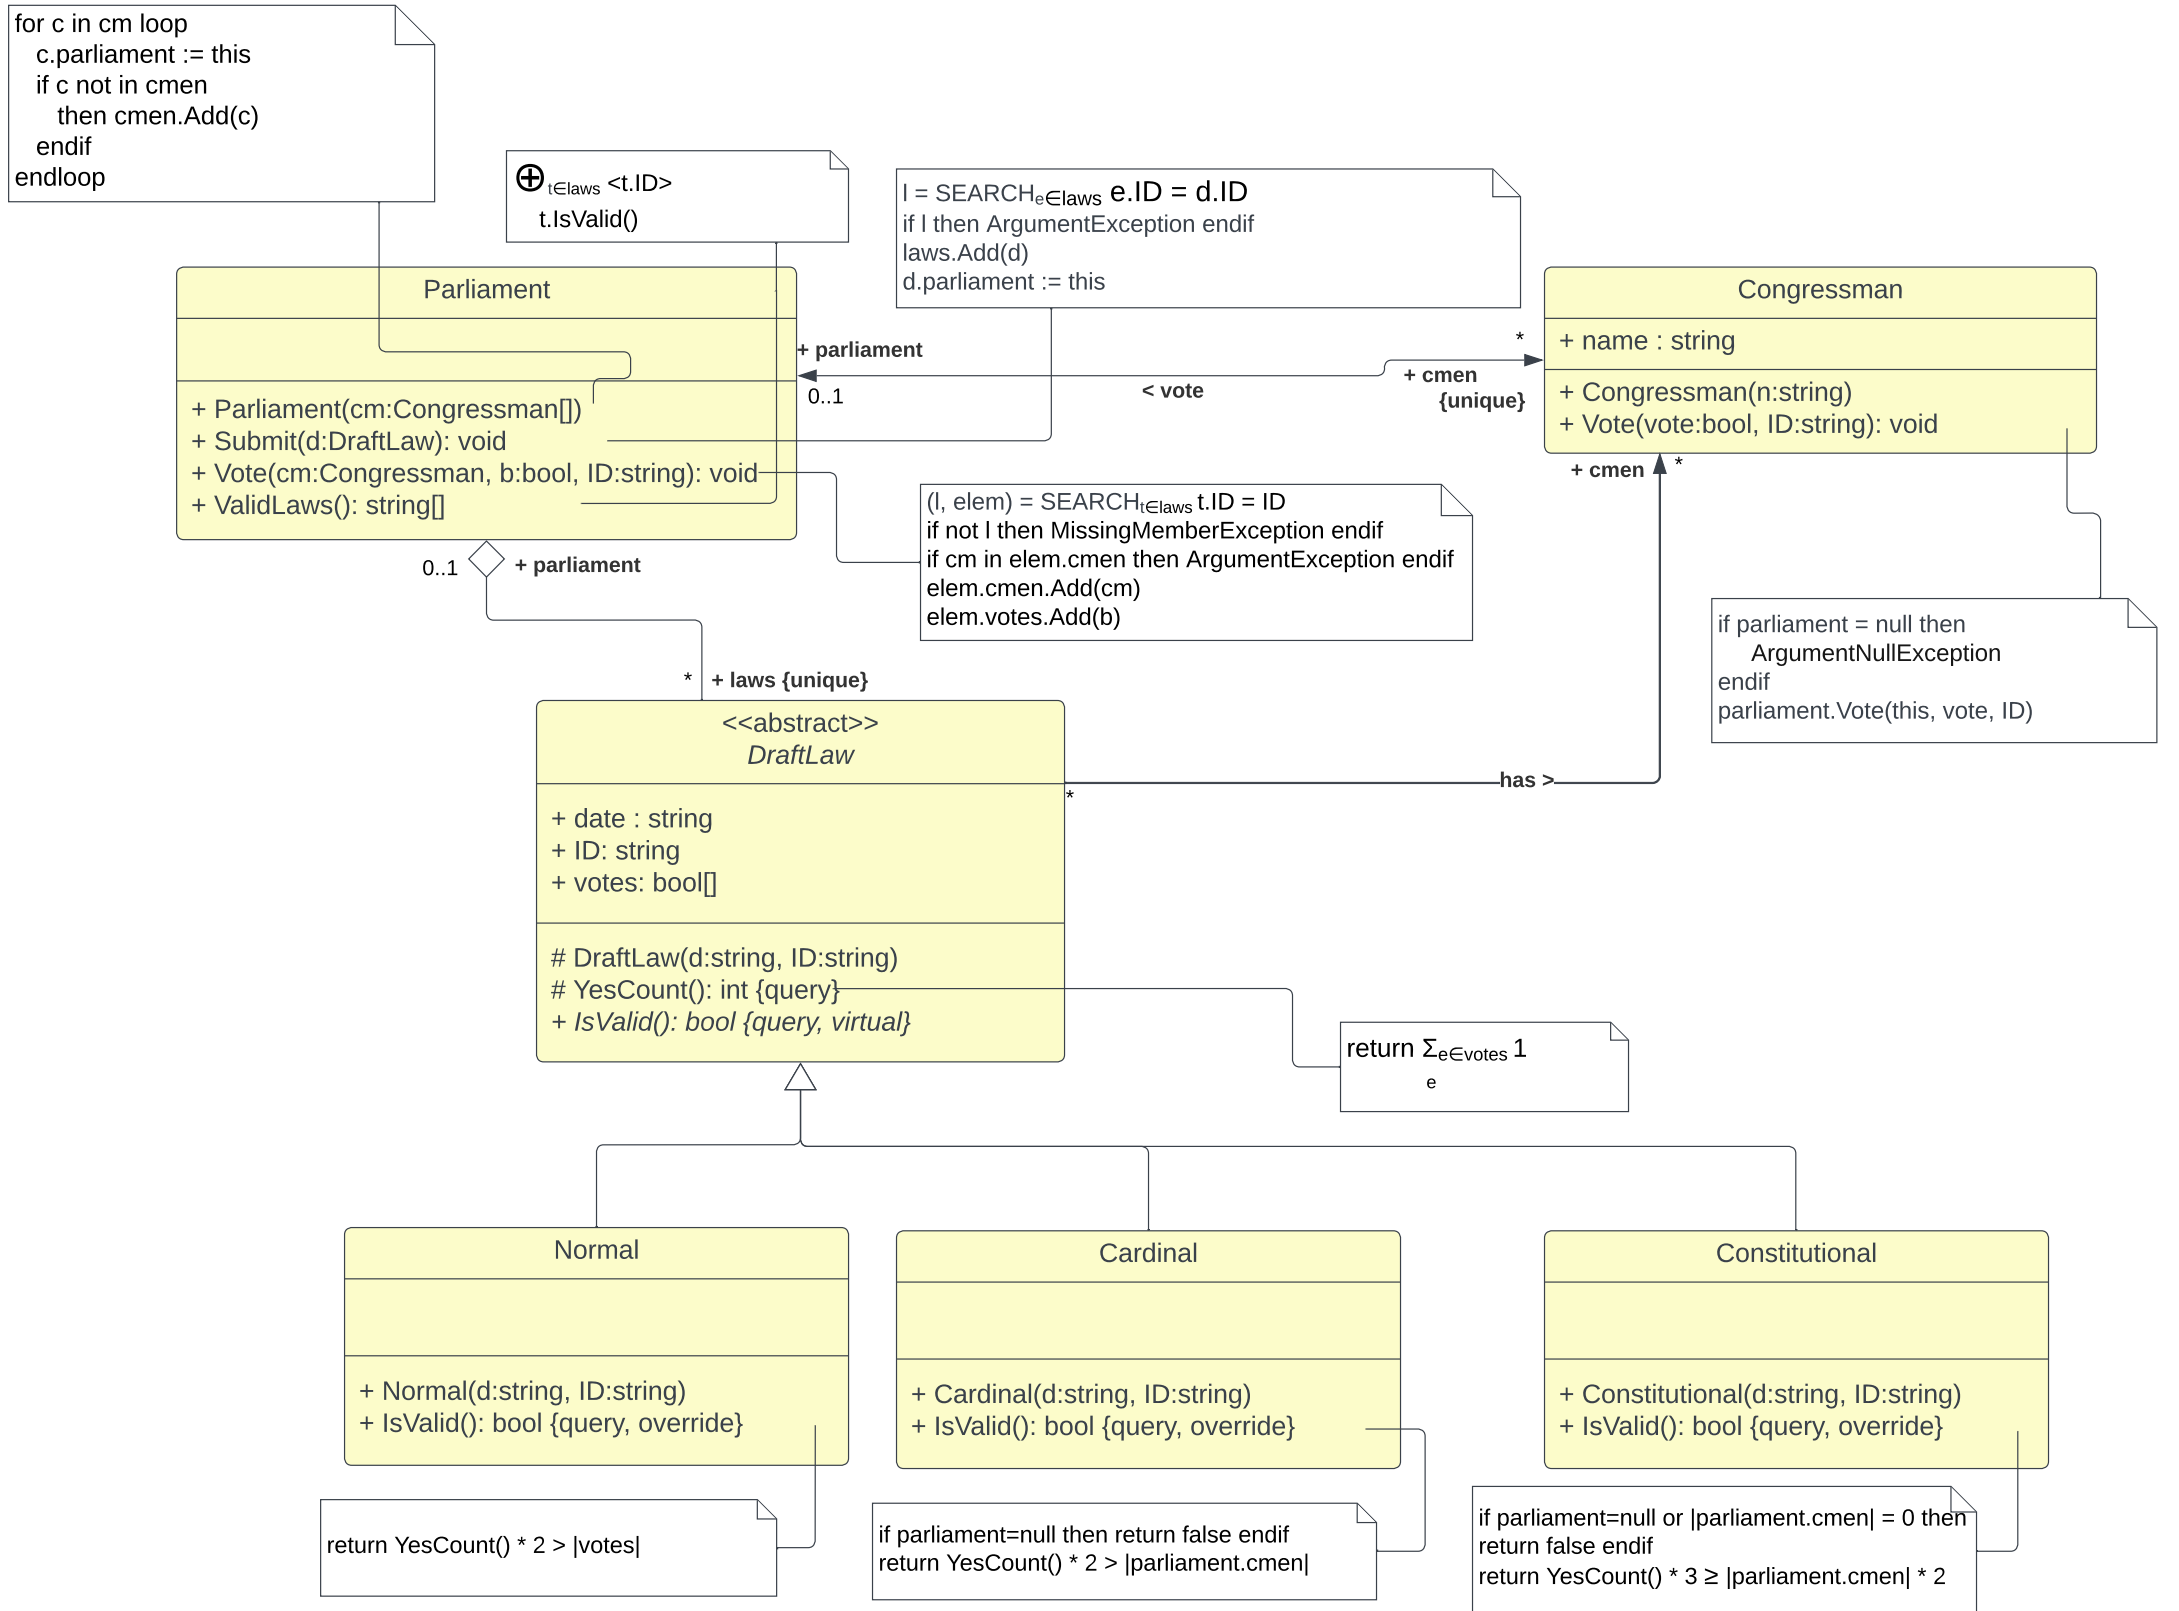 for c in cm loop
c.parliament := this
if c not in cmen
then cmen.Add(c)
endif
endloop
⊕t∈laws <t.ID>
t.IsValid()
l = SEARCHe∈laws e.ID = d.ID
if l then ArgumentException endif
laws.Add(d)
d.parliament := this
Parliament
+ Parliament(cm:Congressman[])
+ Submit(d:DraftLaw): void
+ Vote(cm:Congressman, b:bool, ID:string): void
+ ValidLaws(): string[]
+ parliament
0..1
< vote
*
+ cmen
{unique}
Congressman
+ name : string
+ Congressman(n:string)
+ Vote(vote:bool, ID:string): void
+ cmen
*
(l, elem) = SEARCHt∈laws t.ID = ID
if not l then MissingMemberException endif
if cm in elem.cmen then ArgumentException endif
elem.cmen.Add(cm)
elem.votes.Add(b)
if parliament = null then
ArgumentNullException
endif
parliament.Vote(this, vote, ID)
0..1
+ parliament
*
+ laws {unique}
<<abstract>>
DraftLaw
+ date : string
+ ID: string
+ votes: bool[]
# DraftLaw(d:string, ID:string)
# YesCount(): int {query}
+ IsValid(): bool {query, virtual}
*
has >
return Σe∈votes 1
e
Normal
+ Normal(d:string, ID:string)
+ IsValid(): bool {query, override}
Cardinal
+ Cardinal(d:string, ID:string)
+ IsValid(): bool {query, override}
Constitutional
+ Constitutional(d:string, ID:string)
+ IsValid(): bool {query, override}
return YesCount() * 2 > |votes|
if parliament=null then return false endif
return YesCount() * 2 > |parliament.cmen|
if parliament=null or |parliament.cmen| = 0 then
return false endif
return YesCount() * 3 ≥ |parliament.cmen| * 2